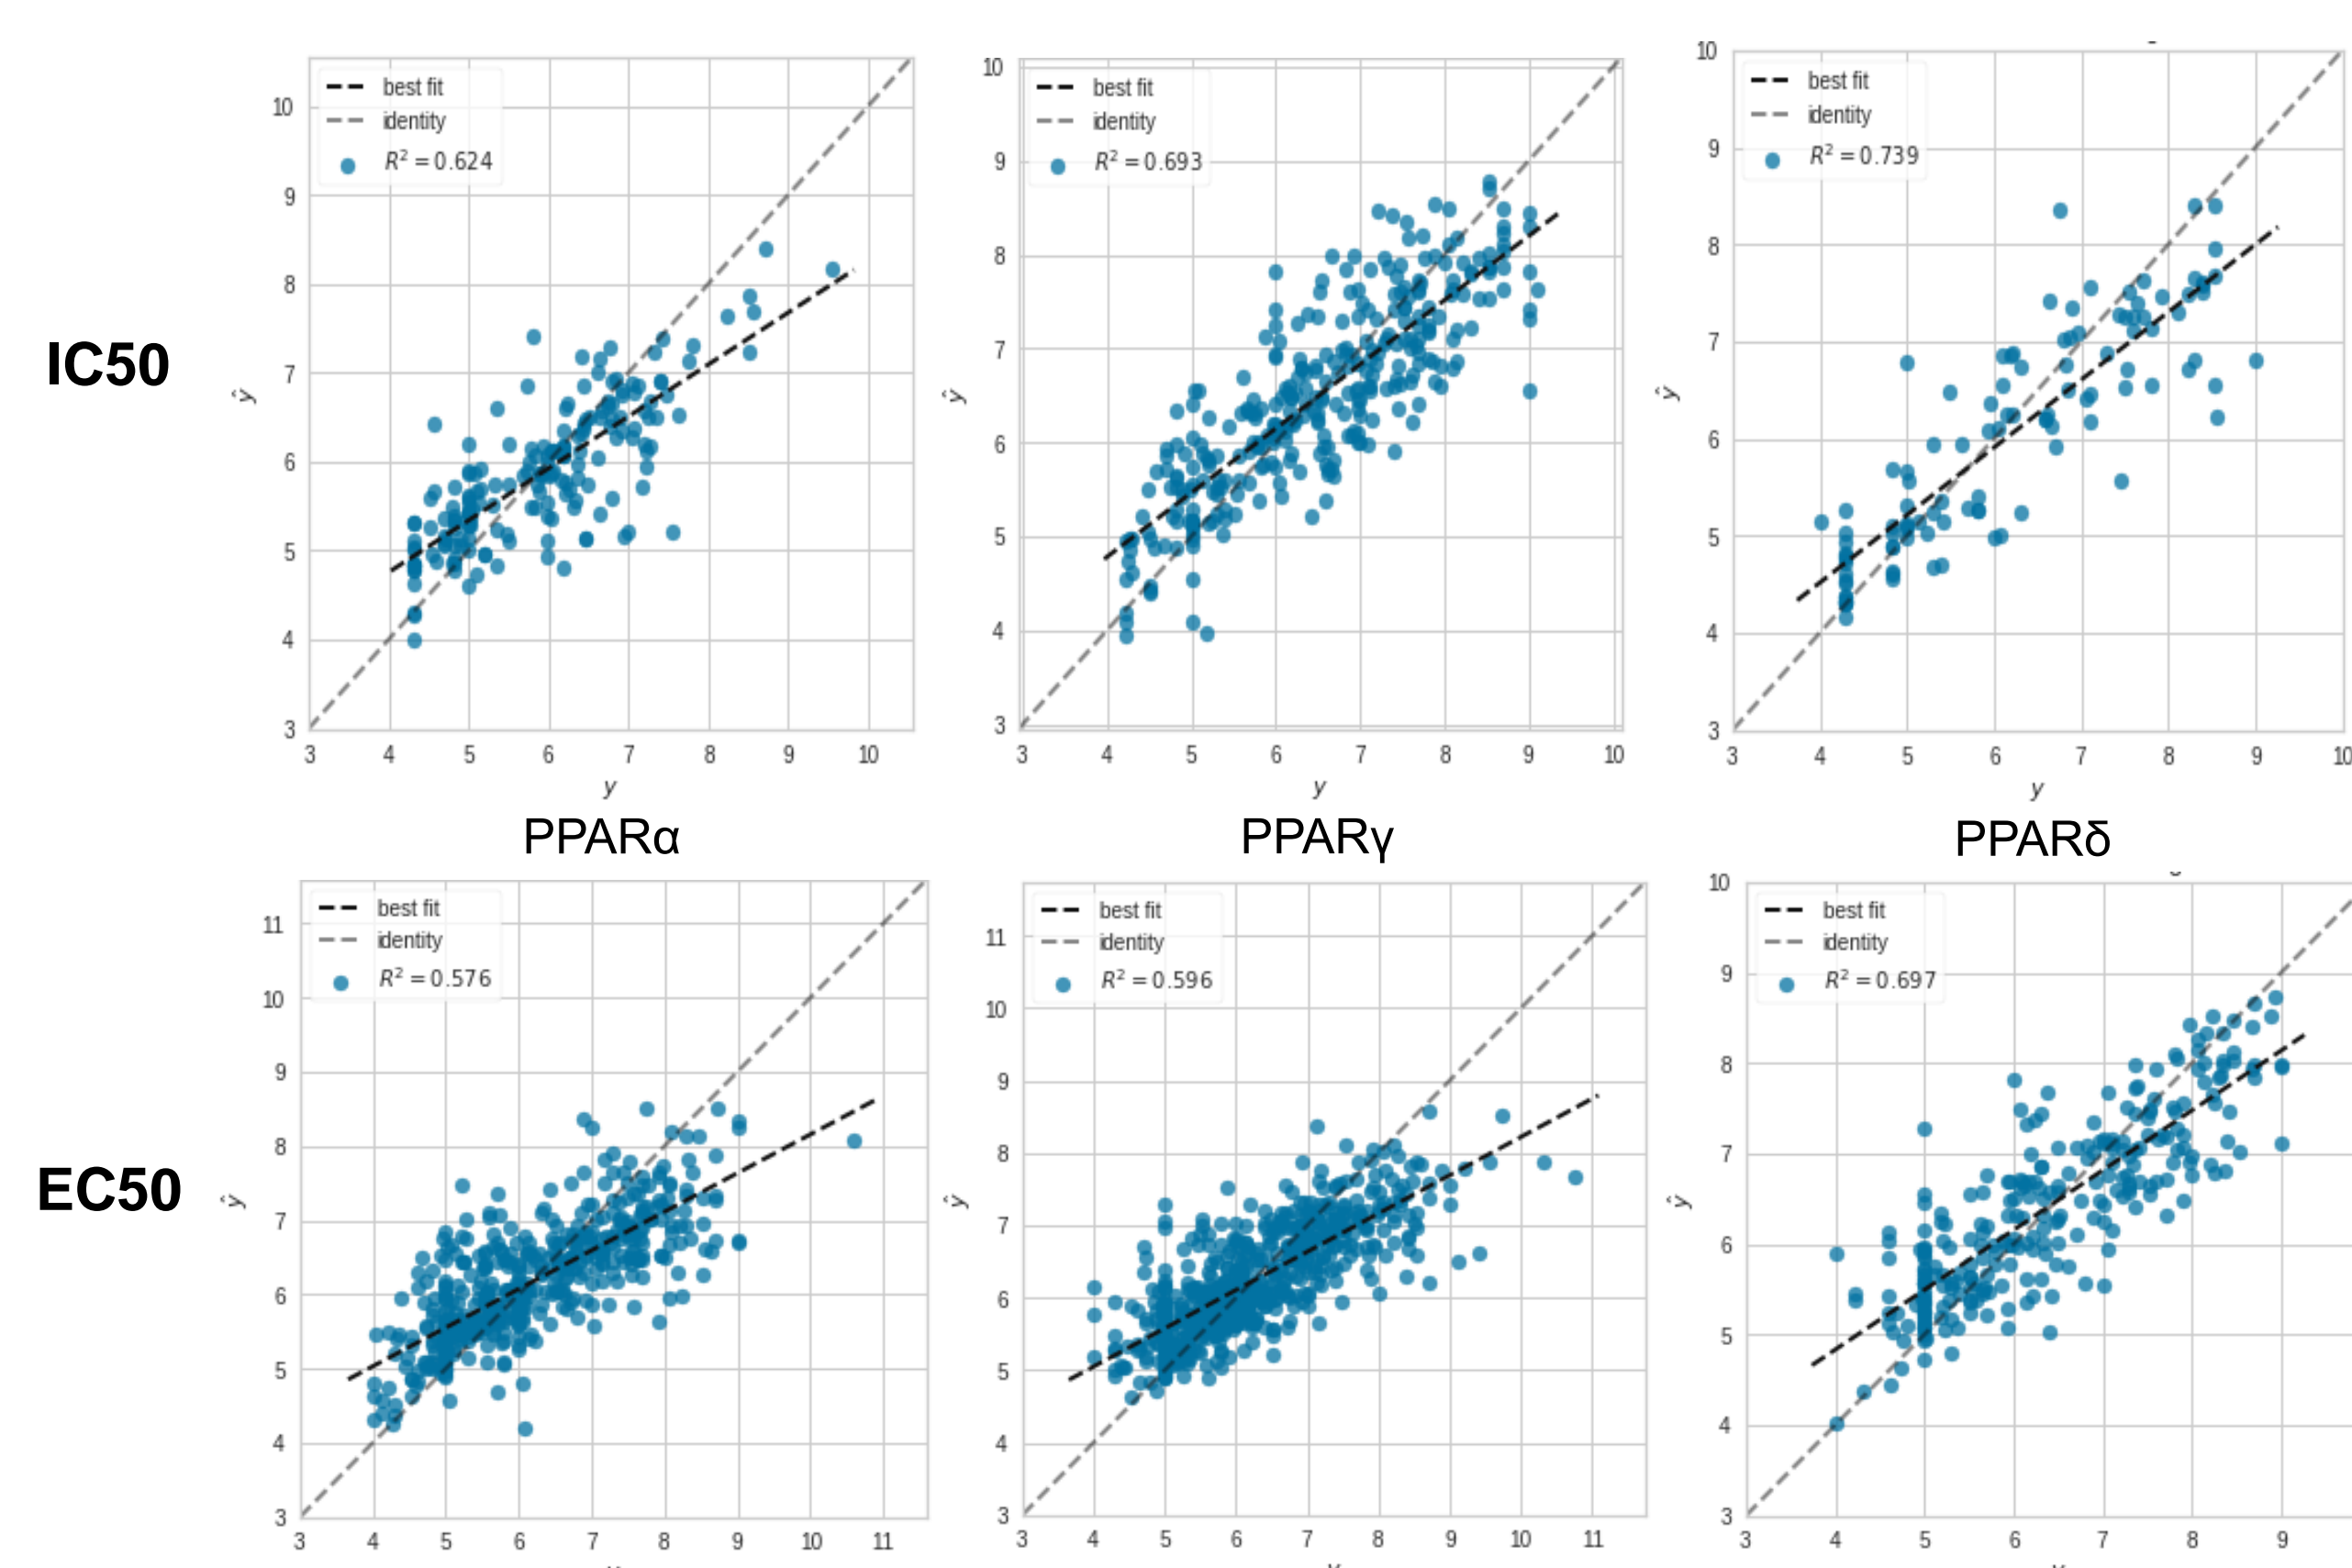 best fit
identity
R² = 0.624
10
9
8
7
6
5
4
3
3 4 5 6 7 8 9 10
ŷ
y
best fit
identity
R² = 0.693
10
9
8
7
6
5
4
3
3 4 5 6 7 8 9 10
ŷ
y
best fit
identity
R² = 0.739
10
9
8
7
6
5
4
3
3 4 5 6 7 8 9 10
ŷ
y
IC50
PPARα
PPARγ
PPARδ
best fit
identity
R² = 0.576
11
10
9
8
7
6
5
4
3
3 4 5 6 7 8 9 10 11
ŷ
best fit
identity
R² = 0.596
11
10
9
8
7
6
5
4
3
3 4 5 6 7 8 9 10 11
ŷ
best fit
identity
R² = 0.697
10
9
8
7
6
5
4
3
3 4 5 6 7 8 9
ŷ
EC50